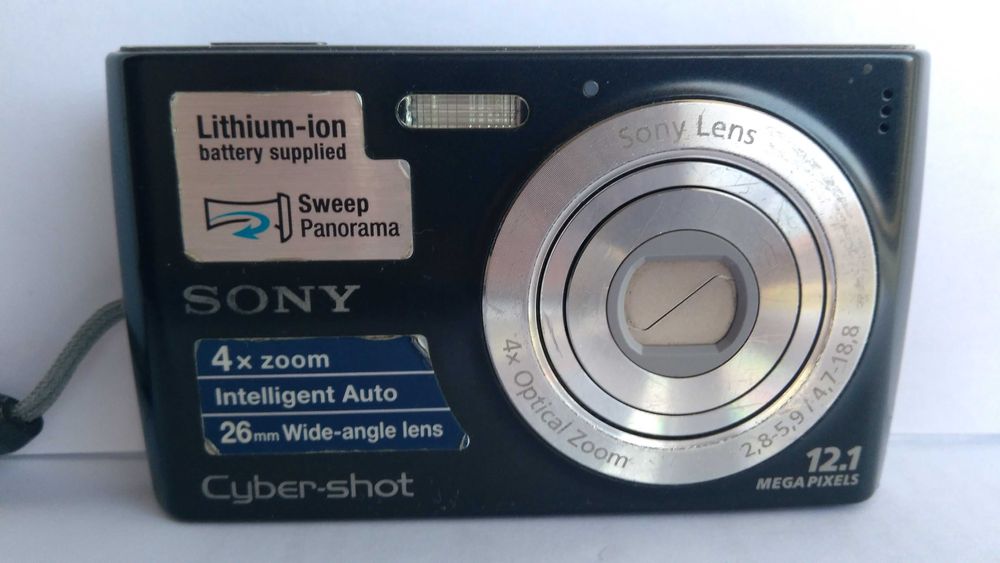 Lithium-ion
battery supplied
Sweep
Panorama
SONY
4x zoom
Intelligent Auto
26mm Wide-angle lens
Cyber-shot
Sony Lens
4x Optical Zoom
2,8-5,9 / 4,7-18,8
12.1
MEGA PIXELS